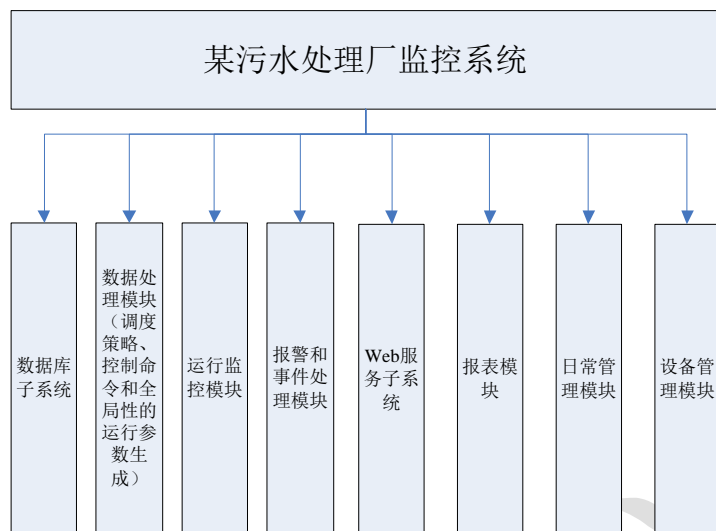 某污水处理厂监控系统
数据库
子系统
数据处
理模块
（调度
策略、
控制命
令和全
局性的
运行参
数生
成）
运行监
控模块
报警和
事件处
理模块
Web服
务子系
统
报表模
块
日常管
理模块
设备管
理模块